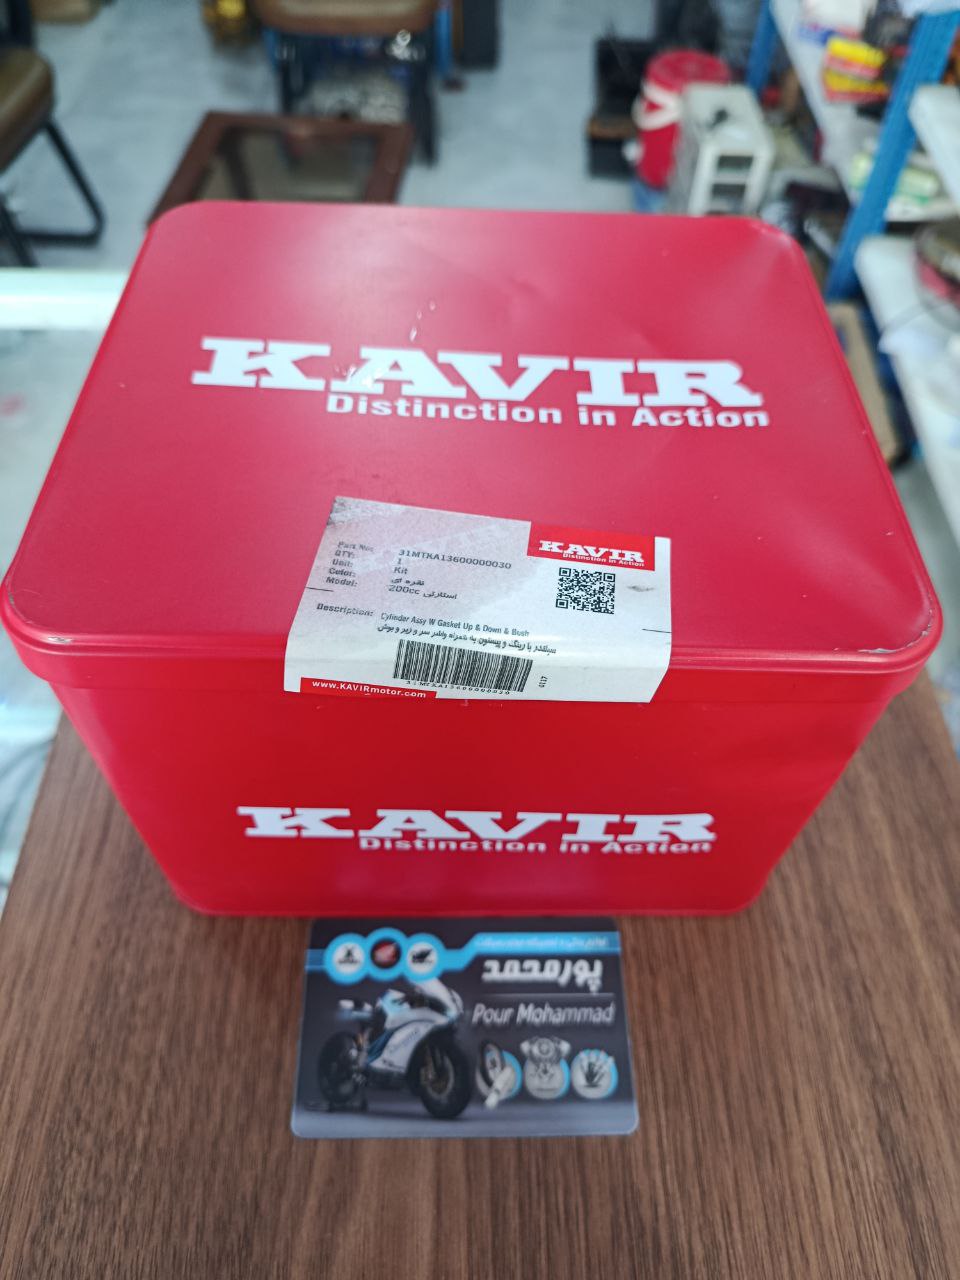 KAVIR
Distinction in Action
KAVIR
Distinction in Action
Part No: 31MTKA13600000030
QTY: 1
Unit: Kit
Color: نقره ای
Model: استارتی 200cc
Description: Cylinder Assy W Gasket Up & Down & Bush
سیلندر با رینگ و پیستون به همراه واشر سر و زیر و بوش
31MTKA13600000030
0117
www.KAVIRmotor.com
KAVIR
Distinction in Action
پورمحمد
Pour Mohammad